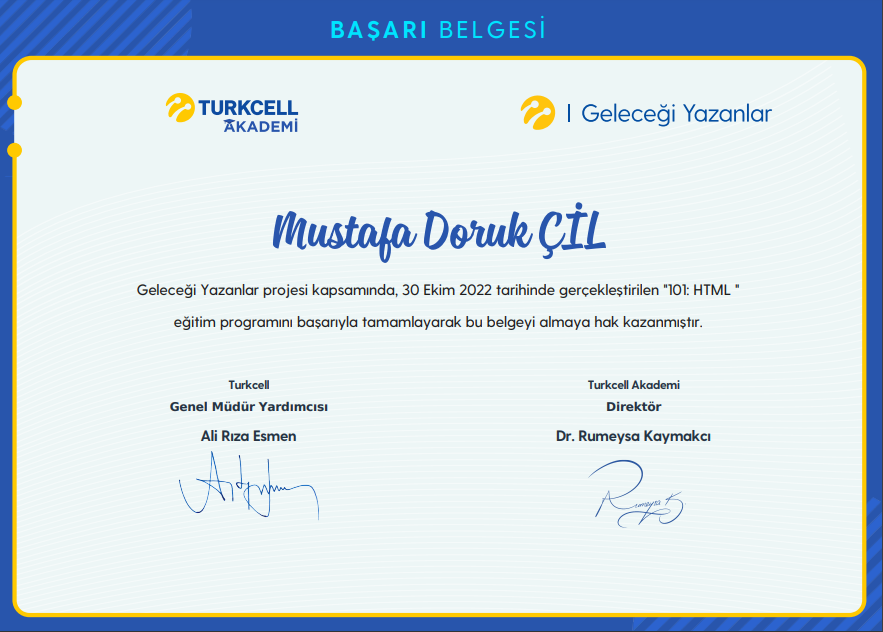 BAŞARI BELGESİ
TURKCELL
AKADEMİ
Geleceği Yazanlar
Mustafa Doruk ÇİL
Geleceği Yazanlar projesi kapsamında, 30 Ekim 2022 tarihinde gerçekleştirilen "101: HTML "
eğitim programını başarıyla tamamlayarak bu belgeyi almaya hak kazanmıştır.
Turkcell
Genel Müdür Yardımcısı
Ali Rıza Esmen
Turkcell Akademi
Direktör
Dr. Rumeysa Kaymakcı